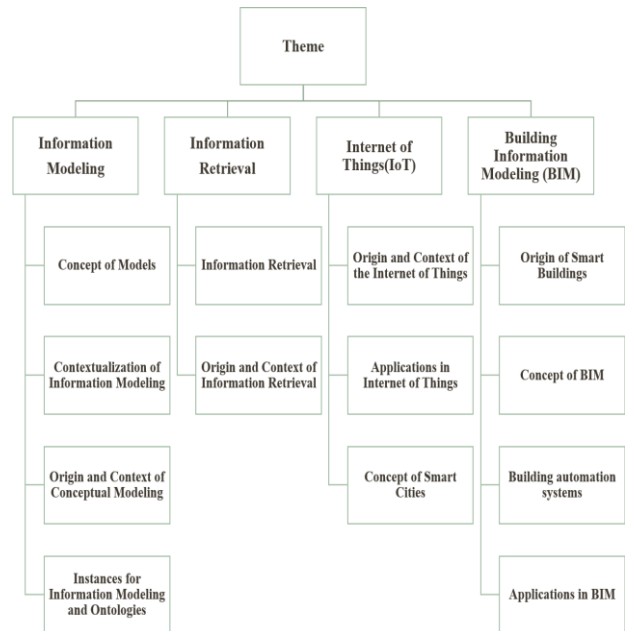 Theme
Information
Modeling
Information
Retrieval
Internet of
Things(IoT)
Building
Information
Modeling (BIM)
Concept of Models
Contextualization of
Information Modeling
Origin and Context of
Conceptual Modeling
Instances for
Information Modeling
and Ontologies
Information Retrieval
Origin and Context of
Information Retrieval
Origin and Context of
the Internet of Things
Applications in
Internet of Things
Concept of Smart
Cities
Origin of Smart
Buildings
Concept of BIM
Building automation
systems
Applications in BIM